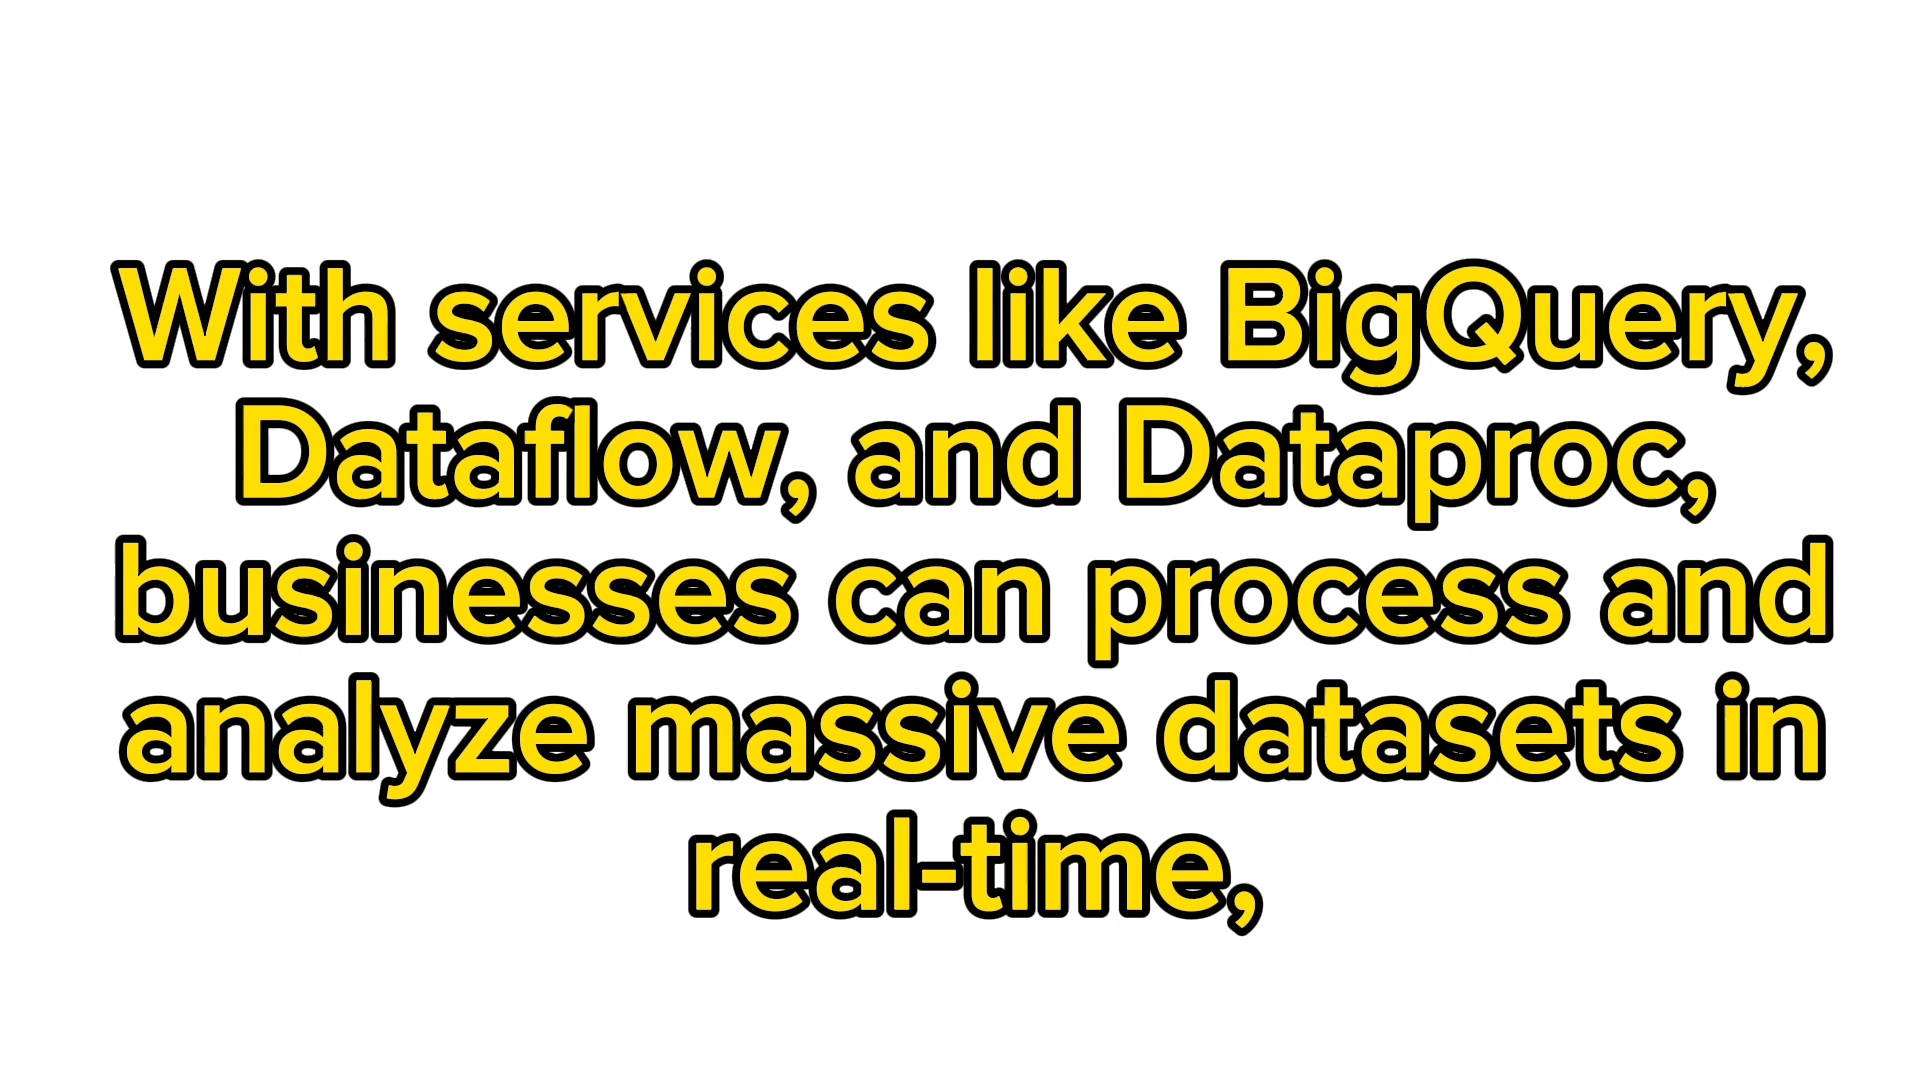 With services like BigQuery,
Dataflow, and Dataproc,
businesses can process and
analyze massive datasets in
real-time,